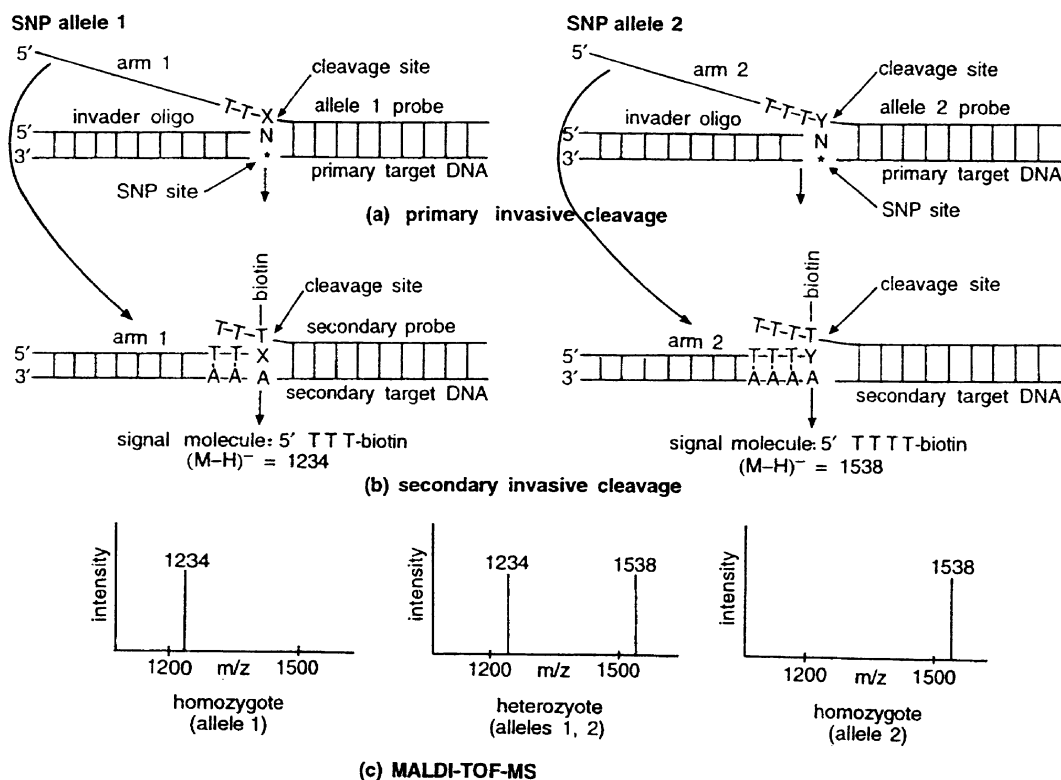 SNP allele 1
5′
arm 1
cleavage site
T-T-X
allele 1 probe
invader oligo
5′
N
3′
*
SNP site
primary target DNA
SNP allele 2
5′
arm 2
cleavage site
T-T-T-Y
allele 2 probe
invader oligo
5′
N
3′
*
primary target DNA
SNP site
(a) primary invasive cleavage
biotin
cleavage site
T-T-T
arm 1
secondary probe
5′
T-T-X
3′
A-A-A
secondary target DNA
signal molecule: 5′ T T T-biotin
(M–H)⁻ = 1234
biotin
cleavage site
T-T-T-T
arm 2
secondary probe
5′
T-T-T-Y
3′
A-A-A-A
secondary target DNA
signal molecule: 5′ T T T T-biotin
(M–H)⁻ = 1538
(b) secondary invasive cleavage
intensity
1234
1200 m/z 1500
homozygote
(allele 1)
intensity
1234 1538
1200 m/z 1500
heterozyote
(alleles 1, 2)
intensity
1538
1200 m/z 1500
homozygote
(allele 2)
(c) MALDI-TOF-MS